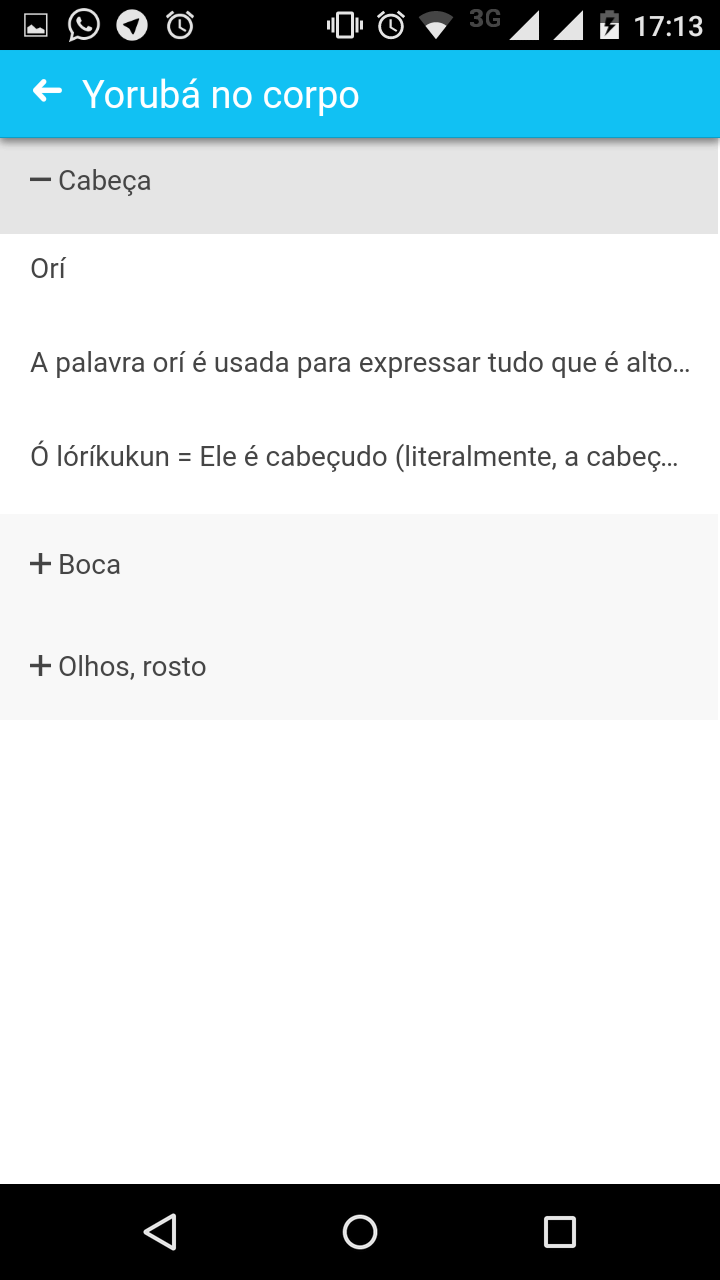 3G 17:13
Yorubá no corpo
Cabeça
Orí
A palavra orí é usada para expressar tudo que é alto...
Ó lóríkukun = Ele é cabeçudo (literalmente, a cabeç...
Boca
Olhos, rosto